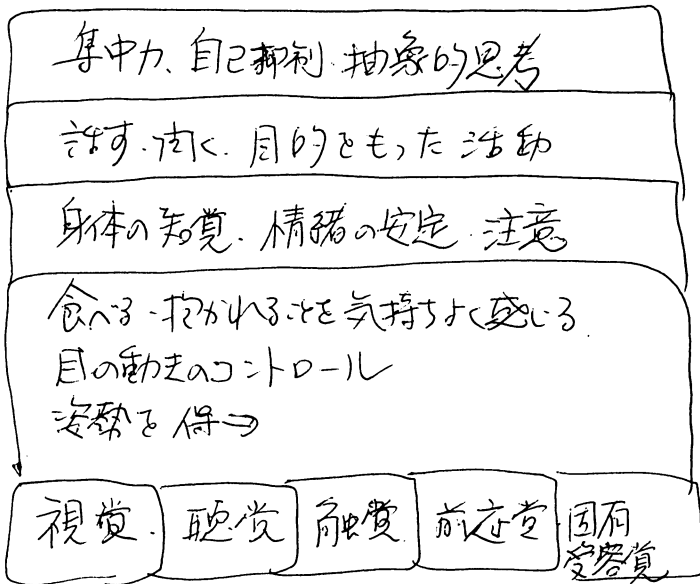 集中力、自己抑制、抽象的思考
話す・聞く、目的をもった活動
身体の知覚、情緒の安定、注意
食べる・抱かれることを気持ちよく感じる
目の動きのコントロール
姿勢を保つ
視覚
聴覚
触覚
前庭覚
固有
受容覚